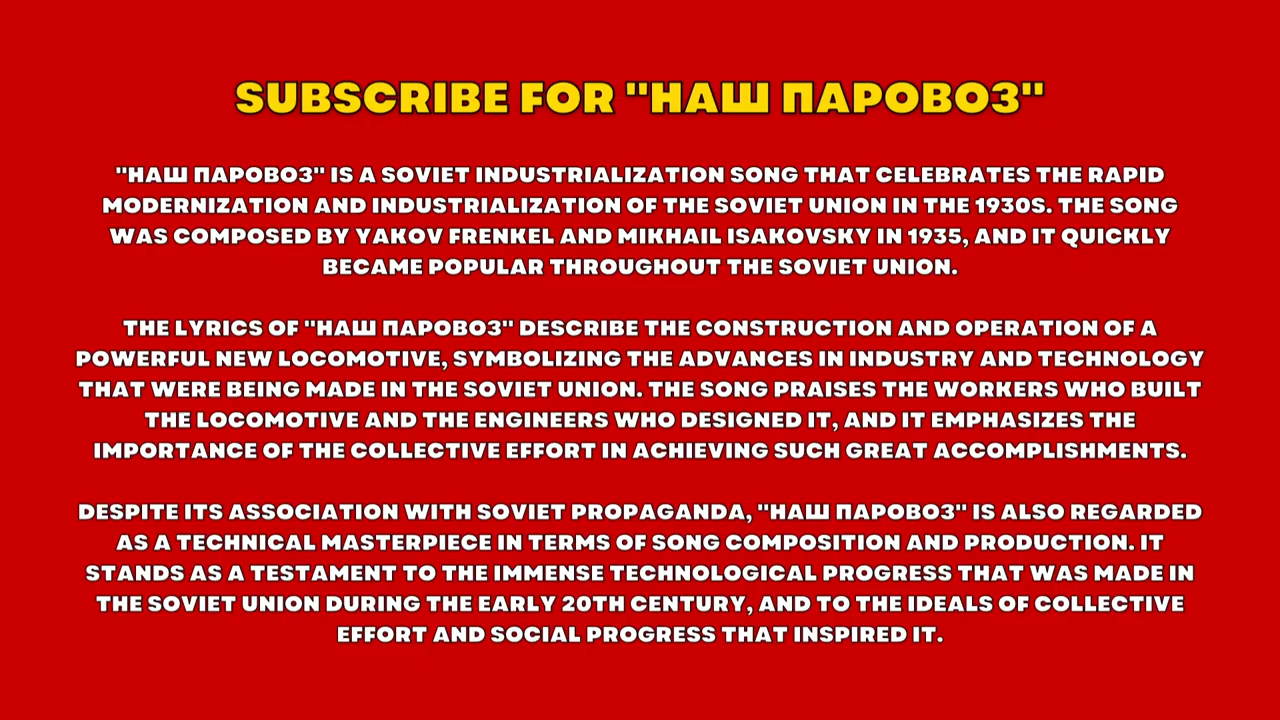 SUBSCRIBE FOR "НАШ ПАРОВОЗ"
"НАШ ПАРОВОЗ" IS A SOVIET INDUSTRIALIZATION SONG THAT CELEBRATES THE RAPID
MODERNIZATION AND INDUSTRIALIZATION OF THE SOVIET UNION IN THE 1930S. THE SONG
WAS COMPOSED BY YAKOV FRENKEL AND MIKHAIL ISAKOVSKY IN 1935, AND IT QUICKLY
BECAME POPULAR THROUGHOUT THE SOVIET UNION.
THE LYRICS OF "НАШ ПАРОВОЗ" DESCRIBE THE CONSTRUCTION AND OPERATION OF A
POWERFUL NEW LOCOMOTIVE, SYMBOLIZING THE ADVANCES IN INDUSTRY AND TECHNOLOGY
THAT WERE BEING MADE IN THE SOVIET UNION. THE SONG PRAISES THE WORKERS WHO BUILT
THE LOCOMOTIVE AND THE ENGINEERS WHO DESIGNED IT, AND IT EMPHASIZES THE
IMPORTANCE OF THE COLLECTIVE EFFORT IN ACHIEVING SUCH GREAT ACCOMPLISHMENTS.
DESPITE ITS ASSOCIATION WITH SOVIET PROPAGANDA, "НАШ ПАРОВОЗ" IS ALSO REGARDED
AS A TECHNICAL MASTERPIECE IN TERMS OF SONG COMPOSITION AND PRODUCTION. IT
STANDS AS A TESTAMENT TO THE IMMENSE TECHNOLOGICAL PROGRESS THAT WAS MADE IN
THE SOVIET UNION DURING THE EARLY 20TH CENTURY, AND TO THE IDEALS OF COLLECTIVE
EFFORT AND SOCIAL PROGRESS THAT INSPIRED IT.